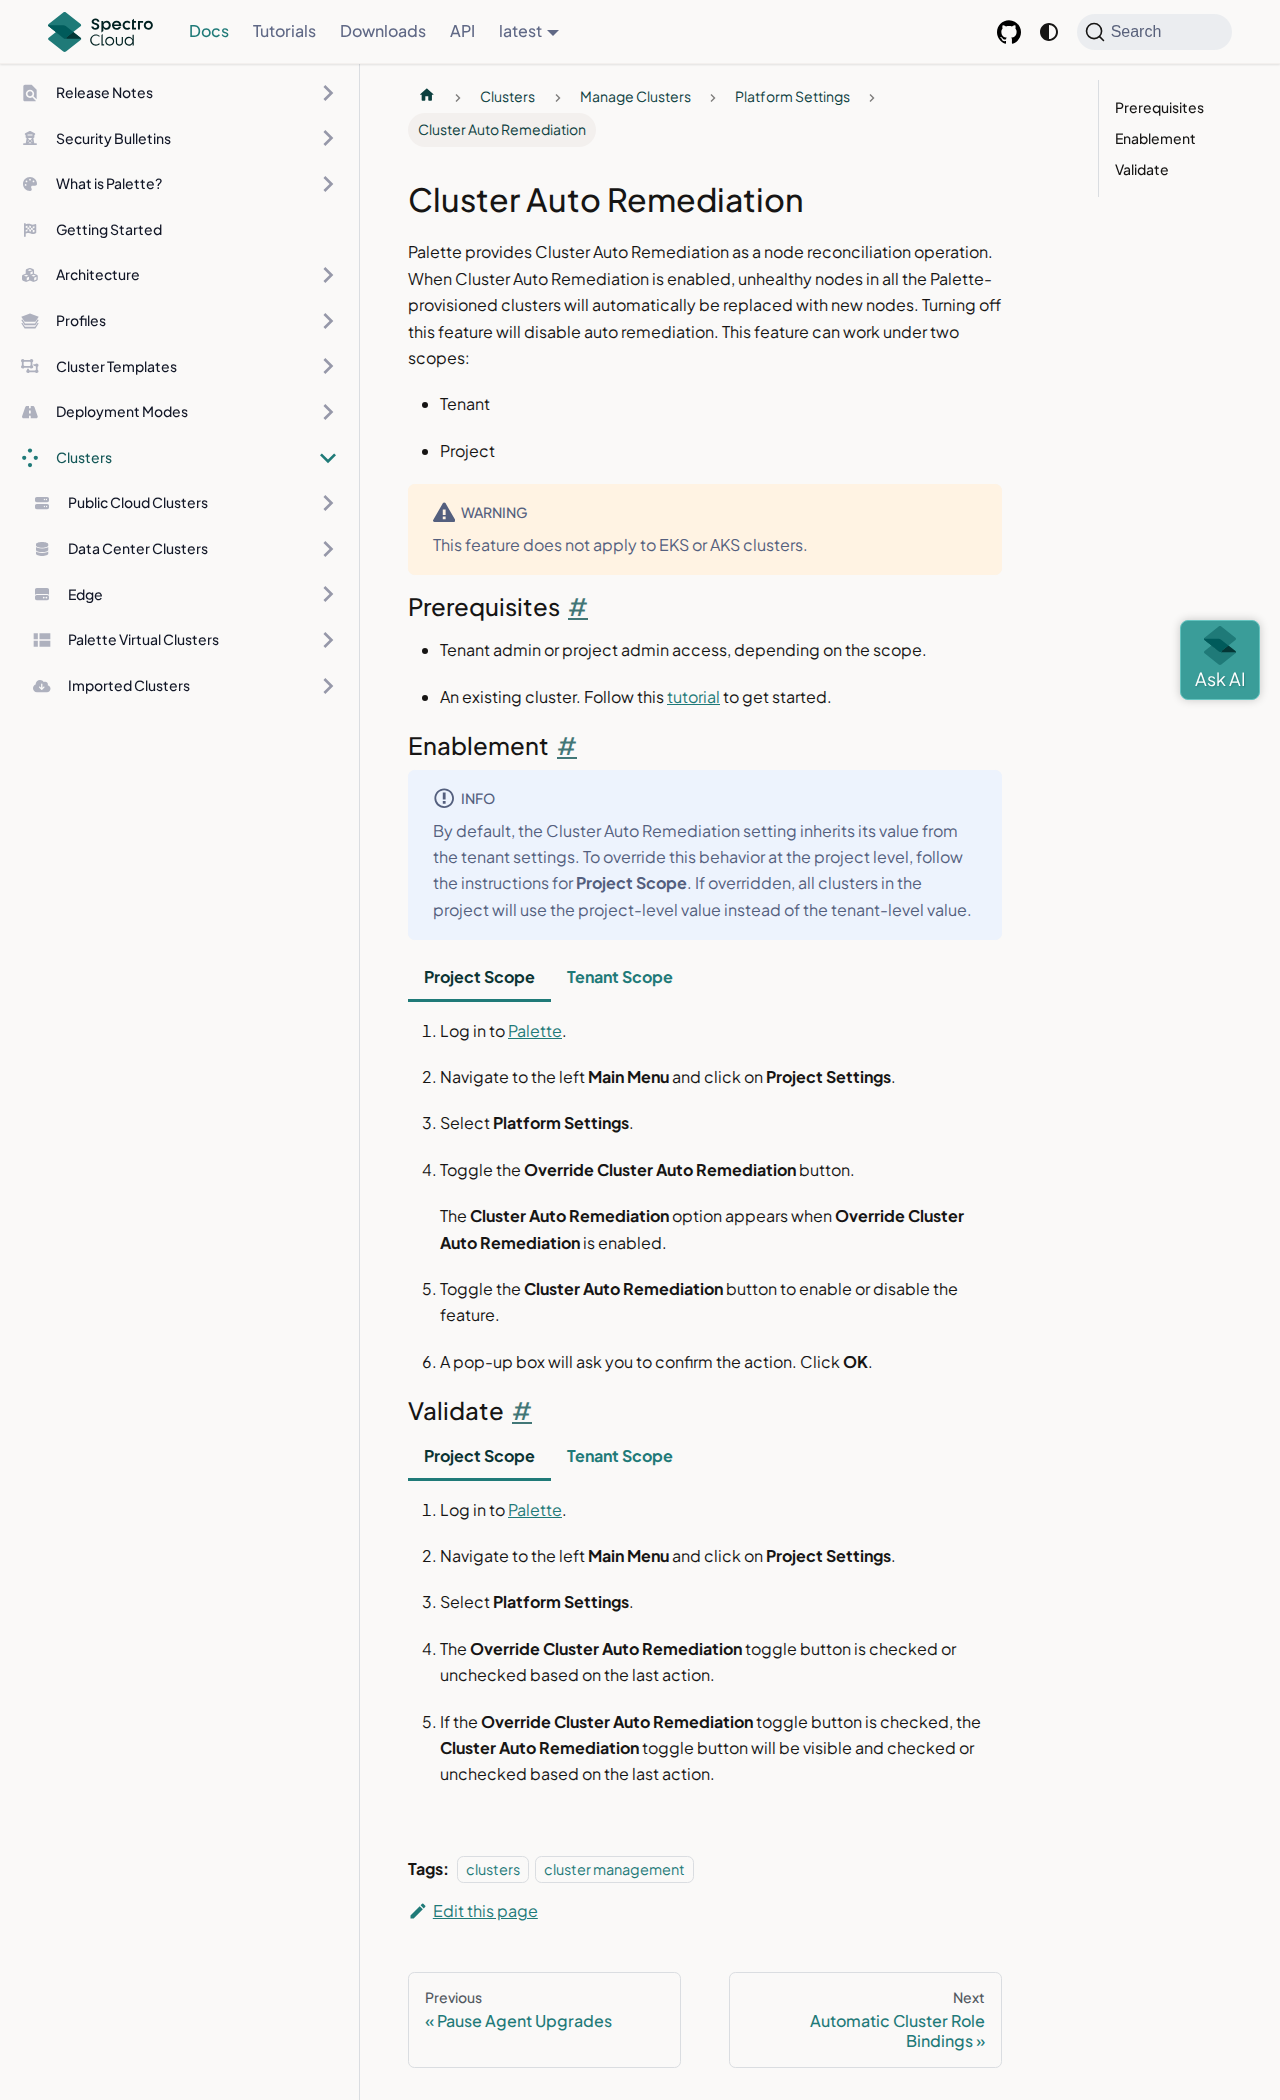 Spectro Cloud
Docs
Tutorials
Downloads
API
latest
Search
Release Notes
Security Bulletins
What is Palette?
Getting Started
Architecture
Profiles
Cluster Templates
Deployment Modes
Clusters
Public Cloud Clusters
Data Center Clusters
Edge
Palette Virtual Clusters
Imported Clusters
Clusters
Manage Clusters
Platform Settings
Cluster Auto Remediation
Cluster Auto Remediation
Palette provides Cluster Auto Remediation as a node reconciliation operation.
When Cluster Auto Remediation is enabled, unhealthy nodes in all the Palette-
provisioned clusters will automatically be replaced with new nodes. Turning off
this feature will disable auto remediation. This feature can work under two
scopes:
Tenant
Project
WARNING
This feature does not apply to EKS or AKS clusters.
Prerequisites #
Tenant admin or project admin access, depending on the scope.
An existing cluster. Follow this tutorial to get started.
Enablement #
INFO
By default, the Cluster Auto Remediation setting inherits its value from
the tenant settings. To override this behavior at the project level, follow
the instructions for Project Scope. If overridden, all clusters in the
project will use the project-level value instead of the tenant-level value.
Project Scope
Tenant Scope
1. Log in to Palette.
2. Navigate to the left Main Menu and click on Project Settings.
3. Select Platform Settings.
4. Toggle the Override Cluster Auto Remediation button.
The Cluster Auto Remediation option appears when Override Cluster
Auto Remediation is enabled.
5. Toggle the Cluster Auto Remediation button to enable or disable the
feature.
6. A pop-up box will ask you to confirm the action. Click OK.
Validate #
Project Scope
Tenant Scope
1. Log in to Palette.
2. Navigate to the left Main Menu and click on Project Settings.
3. Select Platform Settings.
4. The Override Cluster Auto Remediation toggle button is checked or
unchecked based on the last action.
5. If the Override Cluster Auto Remediation toggle button is checked, the
Cluster Auto Remediation toggle button will be visible and checked or
unchecked based on the last action.
Tags: clusters cluster management
Edit this page
Previous
« Pause Agent Upgrades
Next
Automatic Cluster Role
Bindings »
Prerequisites
Enablement
Validate
Ask AI